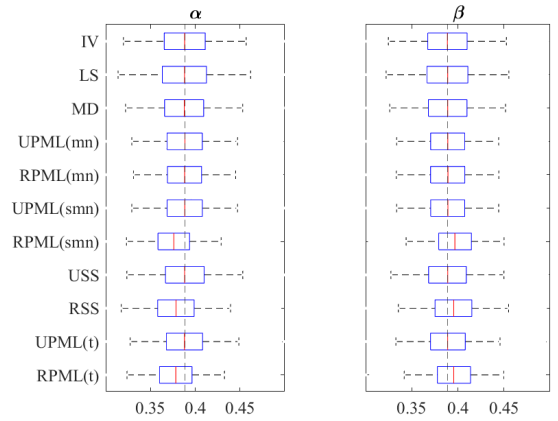 α β
IV
LS
MD
UPML(mn)
RPML(mn)
UPML(smn)
RPML(smn)
USS
RSS
UPML(t)
RPML(t)
0.35 0.4 0.45 0.35 0.4 0.45